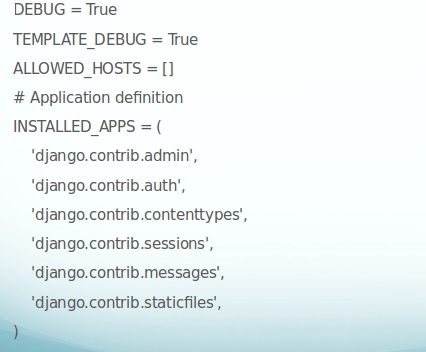 DEBUG = True
TEMPLATE_DEBUG = True
ALLOWED_HOSTS = []
# Application definition
INSTALLED_APPS = (
    'django.contrib.admin',
    'django.contrib.auth',
    'django.contrib.contenttypes',
    'django.contrib.sessions',
    'django.contrib.messages',
    'django.contrib.staticfiles',
)